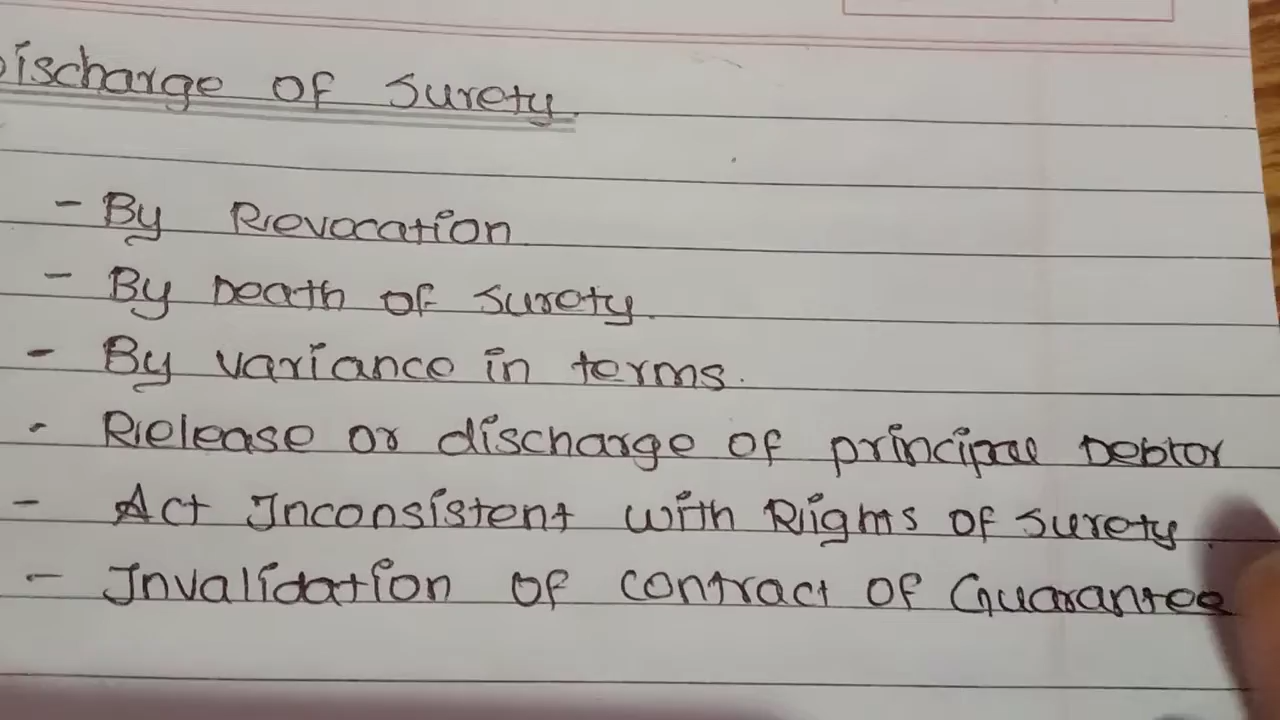 Discharge of Surety.
- By Revocation
- By Death of Surety.
- By variance in terms.
- Release or discharge of principal Debtor
- Act Inconsistent with Rights of Surety.
- Invalidation of contract of Guarantee